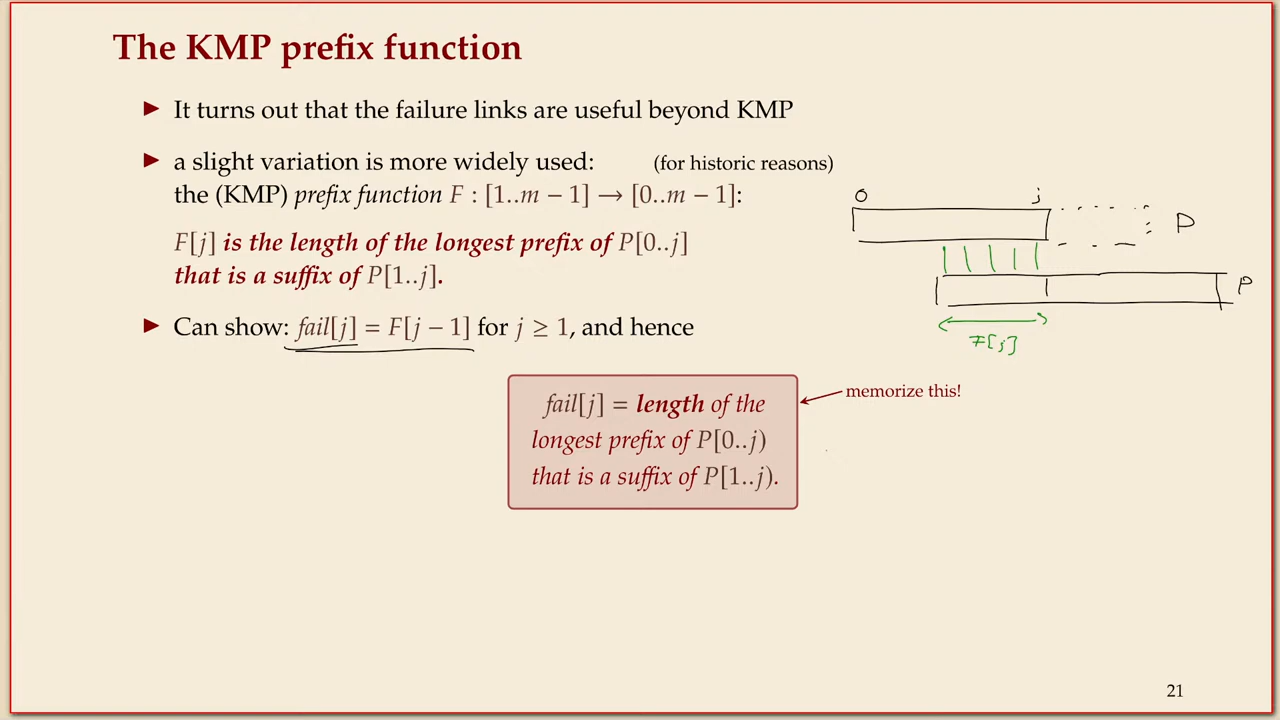 The KMP prefix function
▶ It turns out that the failure links are useful beyond KMP
▶ a slight variation is more widely used: (for historic reasons)
the (KMP) prefix function F : [1..m − 1] → [0..m − 1]:
F[j] is the length of the longest prefix of P[0..j]
that is a suffix of P[1..j].
▶ Can show: fail[j] = F[j − 1] for j ≥ 1, and hence
fail[j] = length of the
longest prefix of P[0..j)
that is a suffix of P[1..j).
memorize this!
0 j
P
P
F[j]
21